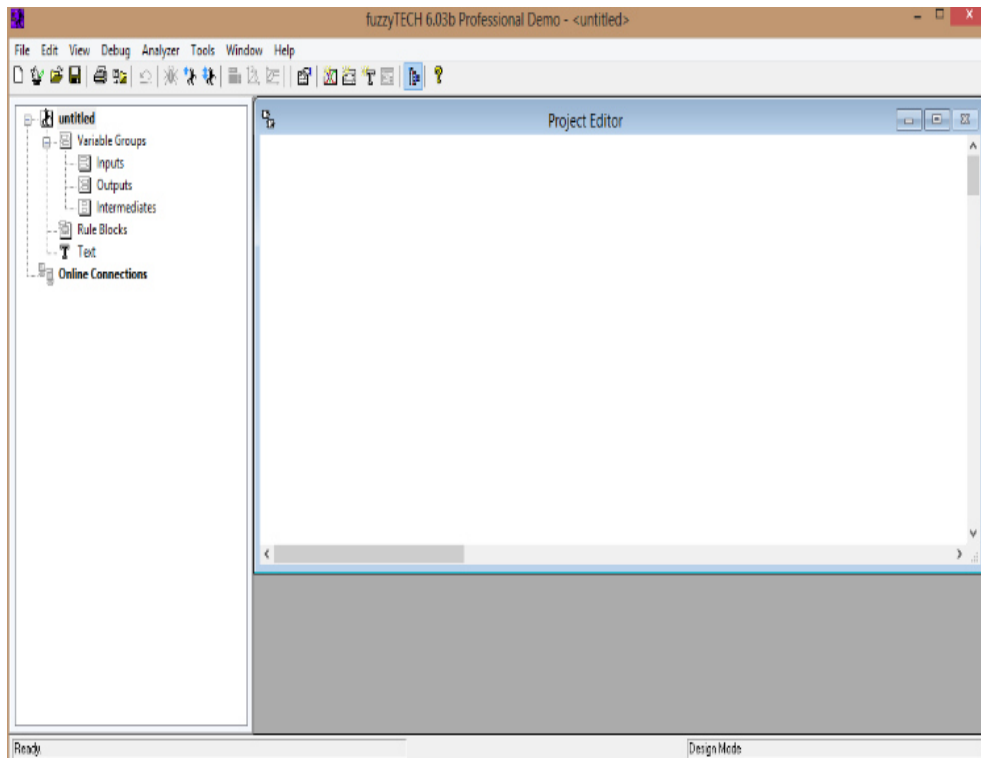 fuzzyTECH 6.03b Professional Demo - <untitled>
File Edit View Debug Analyzer Tools Window Help
untitled
Variable Groups
Inputs
Outputs
Intermediates
Rule Blocks
Text
Online Connections
Project Editor
Ready. Design Mode